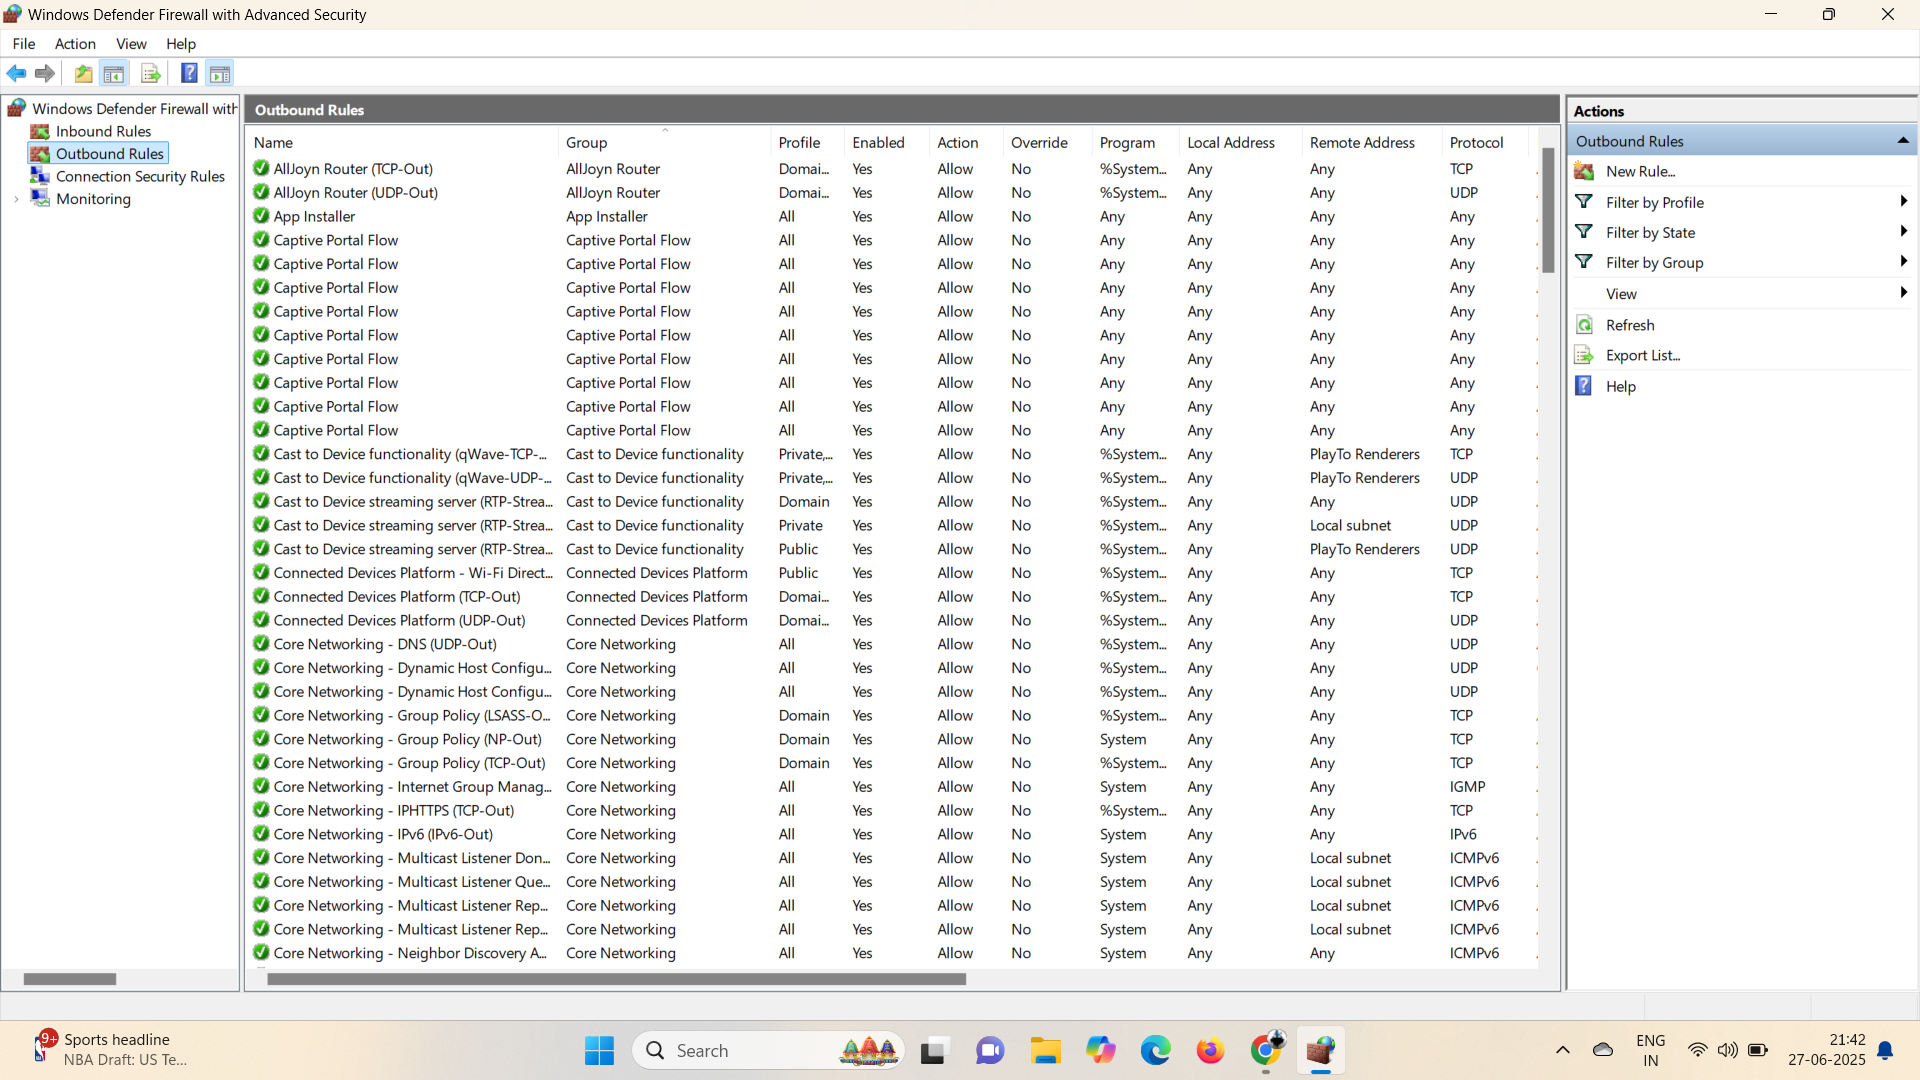 Windows Defender Firewall with Advanced Security
File Action View Help
Windows Defender Firewall with
Inbound Rules
Outbound Rules
Connection Security Rules
Monitoring
Outbound Rules
Name Group Profile Enabled Action Override Program Local Address Remote Address Protocol
AllJoyn Router (TCP-Out) AllJoyn Router Domai... Yes Allow No %System... Any Any TCP
AllJoyn Router (UDP-Out) AllJoyn Router Domai... Yes Allow No %System... Any Any UDP
App Installer App Installer All Yes Allow No Any Any Any Any
Captive Portal Flow Captive Portal Flow All Yes Allow No Any Any Any Any
Captive Portal Flow Captive Portal Flow All Yes Allow No Any Any Any Any
Captive Portal Flow Captive Portal Flow All Yes Allow No Any Any Any Any
Captive Portal Flow Captive Portal Flow All Yes Allow No Any Any Any Any
Captive Portal Flow Captive Portal Flow All Yes Allow No Any Any Any Any
Captive Portal Flow Captive Portal Flow All Yes Allow No Any Any Any Any
Captive Portal Flow Captive Portal Flow All Yes Allow No Any Any Any Any
Captive Portal Flow Captive Portal Flow All Yes Allow No Any Any Any Any
Captive Portal Flow Captive Portal Flow All Yes Allow No Any Any Any Any
Cast to Device functionality (qWave-TCP-... Cast to Device functionality Private,... Yes Allow No %System... Any PlayTo Renderers TCP
Cast to Device functionality (qWave-UDP-... Cast to Device functionality Private,... Yes Allow No %System... Any PlayTo Renderers UDP
Cast to Device streaming server (RTP-Strea... Cast to Device functionality Domain Yes Allow No %System... Any Any UDP
Cast to Device streaming server (RTP-Strea... Cast to Device functionality Private Yes Allow No %System... Any Local subnet UDP
Cast to Device streaming server (RTP-Strea... Cast to Device functionality Public Yes Allow No %System... Any PlayTo Renderers UDP
Connected Devices Platform - Wi-Fi Direct... Connected Devices Platform Public Yes Allow No %System... Any Any TCP
Connected Devices Platform (TCP-Out) Connected Devices Platform Domai... Yes Allow No %System... Any Any TCP
Connected Devices Platform (UDP-Out) Connected Devices Platform Domai... Yes Allow No %System... Any Any UDP
Core Networking - DNS (UDP-Out) Core Networking All Yes Allow No %System... Any Any UDP
Core Networking - Dynamic Host Configu... Core Networking All Yes Allow No %System... Any Any UDP
Core Networking - Dynamic Host Configu... Core Networking All Yes Allow No %System... Any Any UDP
Core Networking - Group Policy (LSASS-O... Core Networking Domain Yes Allow No %System... Any Any TCP
Core Networking - Group Policy (NP-Out) Core Networking Domain Yes Allow No System Any Any TCP
Core Networking - Group Policy (TCP-Out) Core Networking Domain Yes Allow No %System... Any Any TCP
Core Networking - Internet Group Manag... Core Networking All Yes Allow No System Any Any IGMP
Core Networking - IPHTTPS (TCP-Out) Core Networking All Yes Allow No %System... Any Any TCP
Core Networking - IPv6 (IPv6-Out) Core Networking All Yes Allow No System Any Any IPv6
Core Networking - Multicast Listener Don... Core Networking All Yes Allow No System Any Local subnet ICMPv6
Core Networking - Multicast Listener Que... Core Networking All Yes Allow No System Any Local subnet ICMPv6
Core Networking - Multicast Listener Rep... Core Networking All Yes Allow No System Any Local subnet ICMPv6
Core Networking - Multicast Listener Rep... Core Networking All Yes Allow No System Any Local subnet ICMPv6
Core Networking - Neighbor Discovery A... Core Networking All Yes Allow No System Any Any ICMPv6
Actions
Outbound Rules
New Rule...
Filter by Profile
Filter by State
Filter by Group
View
Refresh
Export List...
Help
9+
Sports headline
NBA Draft: US Te...
Search
ENG
IN
21:42
27-06-2025